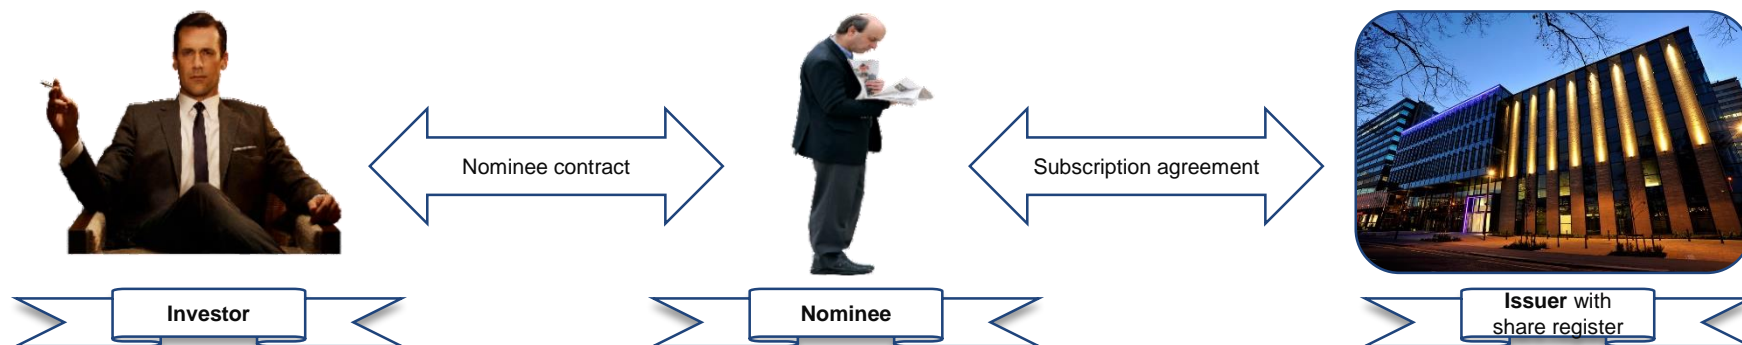 Nominee contract
Subscription agreement
Investor
Nominee
Issuer with
share register